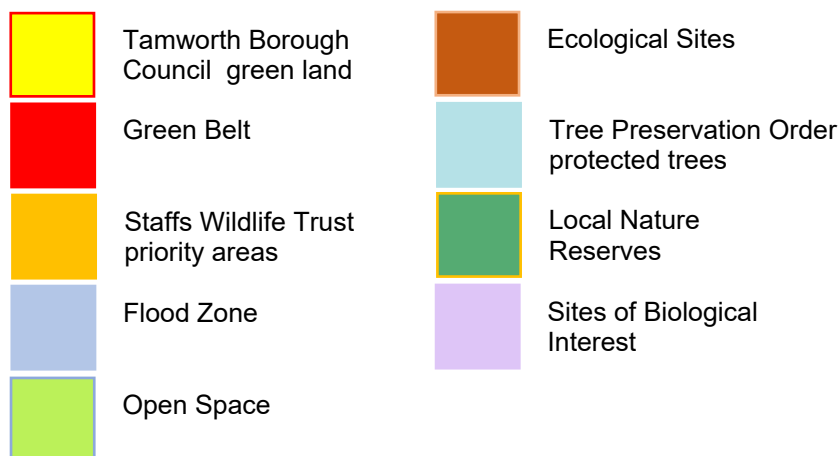 Tamworth Borough
Council  green land
Green Belt
Staffs Wildlife Trust
priority areas
Flood Zone
Open Space
Ecological Sites
Tree Preservation Order
protected trees
Local Nature
Reserves
Sites of Biological
Interest